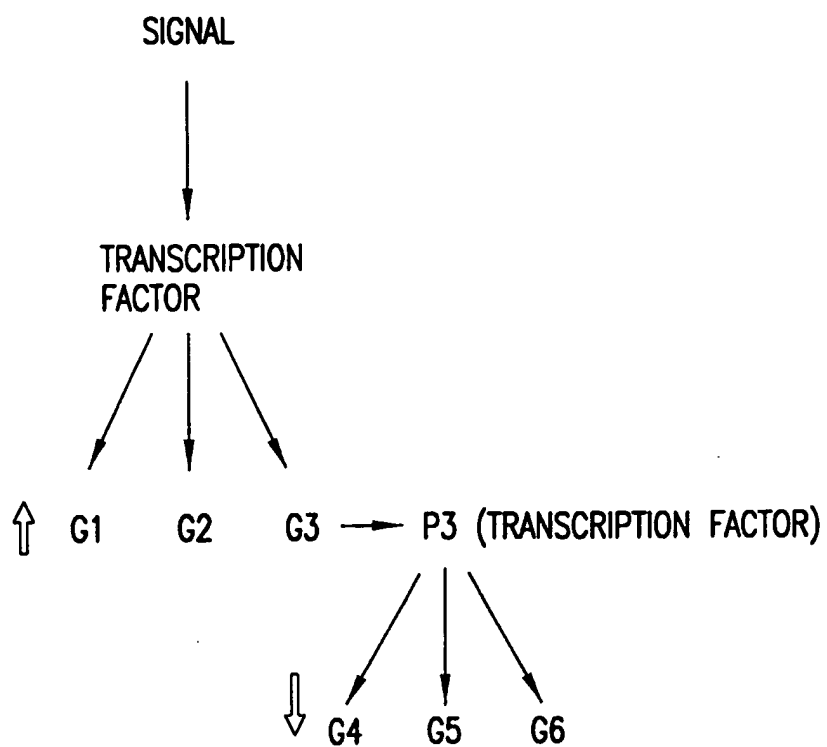 SIGNAL
TRANSCRIPTION
FACTOR
G1 G2 G3 P3 (TRANSCRIPTION FACTOR)
G4 G5 G6